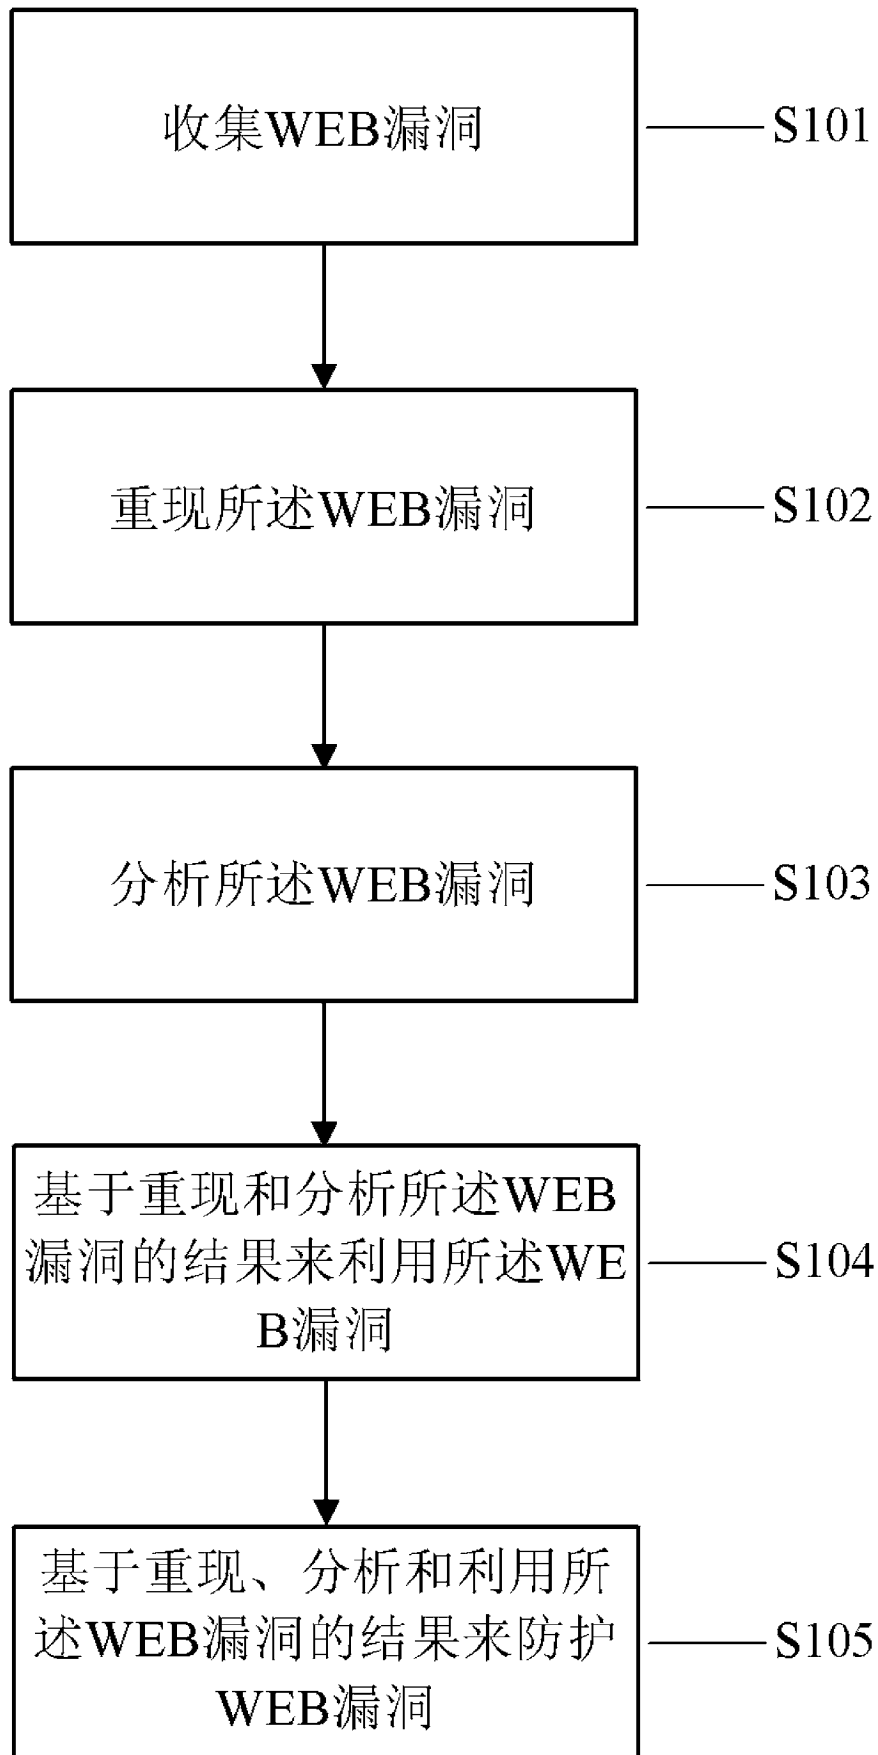 收集WEB漏洞
S101
重现所述WEB漏洞
S102
分析所述WEB漏洞
S103
基于重现和分析所述WEB
漏洞的结果来利用所述WE
B漏洞
S104
基于重现、分析和利用所
述WEB漏洞的结果来防护
WEB漏洞
S105